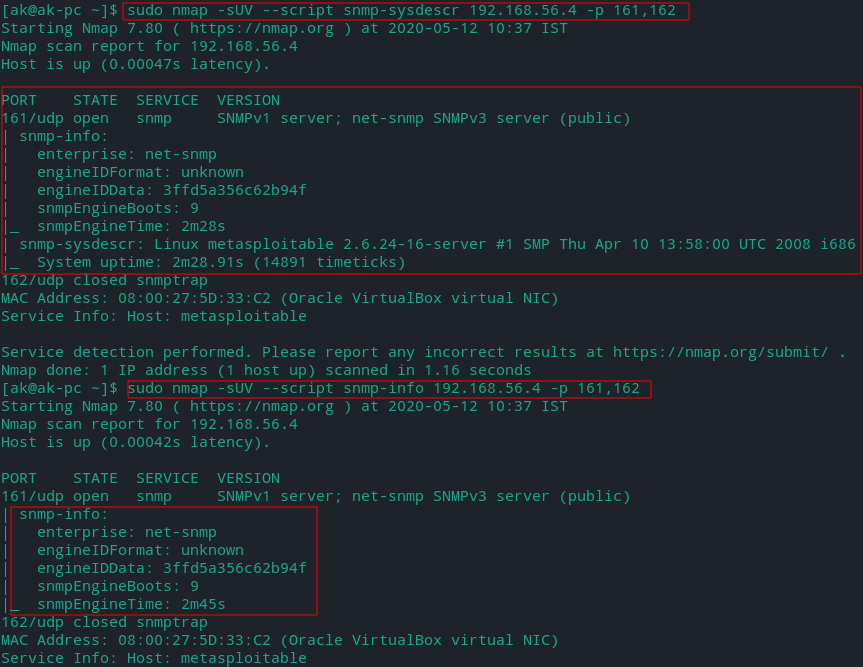 [ak@ak-pc ~]$ sudo nmap -sUV --script snmp-sysdescr 192.168.56.4 -p 161,162
Starting Nmap 7.80 ( https://nmap.org ) at 2020-05-12 10:37 IST
Nmap scan report for 192.168.56.4
Host is up (0.00047s latency).

PORT    STATE  SERVICE  VERSION
161/udp open   snmp     SNMPv1 server; net-snmp SNMPv3 server (public)
| snmp-info:
|   enterprise: net-snmp
|   engineIDFormat: unknown
|   engineIDData: 3ffd5a356c62b94f
|   snmpEngineBoots: 9
|_  snmpEngineTime: 2m28s
| snmp-sysdescr: Linux metasploitable 2.6.24-16-server #1 SMP Thu Apr 10 13:58:00 UTC 2008 i686
|_  System uptime: 2m28.91s (14891 timeticks)
162/udp closed snmptrap
MAC Address: 08:00:27:5D:33:C2 (Oracle VirtualBox virtual NIC)
Service Info: Host: metasploitable

Service detection performed. Please report any incorrect results at https://nmap.org/submit/ .
Nmap done: 1 IP address (1 host up) scanned in 1.16 seconds
[ak@ak-pc ~]$ sudo nmap -sUV --script snmp-info 192.168.56.4 -p 161,162
Starting Nmap 7.80 ( https://nmap.org ) at 2020-05-12 10:37 IST
Nmap scan report for 192.168.56.4
Host is up (0.00042s latency).

PORT    STATE  SERVICE  VERSION
161/udp open   snmp     SNMPv1 server; net-snmp SNMPv3 server (public)
| snmp-info:
|   enterprise: net-snmp
|   engineIDFormat: unknown
|   engineIDData: 3ffd5a356c62b94f
|   snmpEngineBoots: 9
|_  snmpEngineTime: 2m45s
162/udp closed snmptrap
MAC Address: 08:00:27:5D:33:C2 (Oracle VirtualBox virtual NIC)
Service Info: Host: metasploitable